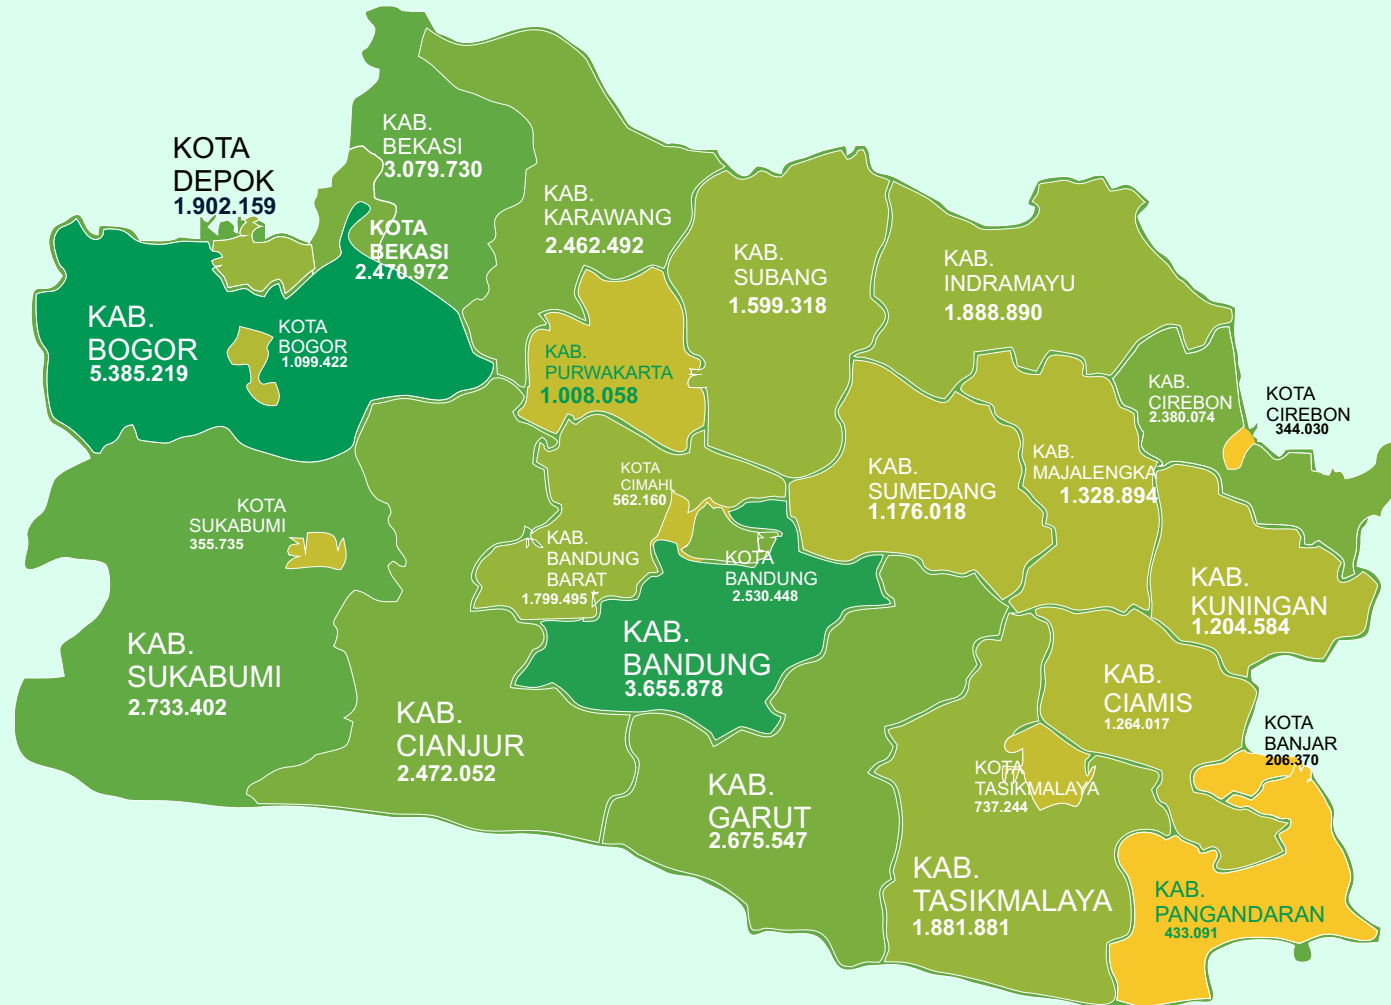 KAB.
BEKASI
3.079.730
KOTA
DEPOK
1.902.159
KAB.
KARAWANG
2.462.492
KOTA
BEKASI
2.470.972
KAB.
SUBANG
1.599.318
KAB.
INDRAMAYU
1.888.890
KAB.
BOGOR
5.385.219
KOTA
BOGOR
1.099.422
KAB.
PURWAKARTA
1.008.058
KAB.
CIREBON
2.380.074
KOTA
CIREBON
344.030
KOTA
CIMAHI
562.160
KAB.
SUMEDANG
1.176.018
KAB.
MAJALENGKA
1.328.894
KOTA
SUKABUMI
355.735
KAB.
BANDUNG
BARAT
1.799.495
KOTA
BANDUNG
2.530.448
KAB.
KUNINGAN
1.204.584
KAB.
SUKABUMI
2.733.402
KAB.
BANDUNG
3.655.878
KAB.
CIAMIS
1.264.017
KAB.
CIANJUR
2.472.052
KOTA
BANJAR
206.370
KAB.
GARUT
2.675.547
KOTA
TASIKMALAYA
737.244
KAB.
TASIKMALAYA
1.881.881
KAB.
PANGANDARAN
433.091